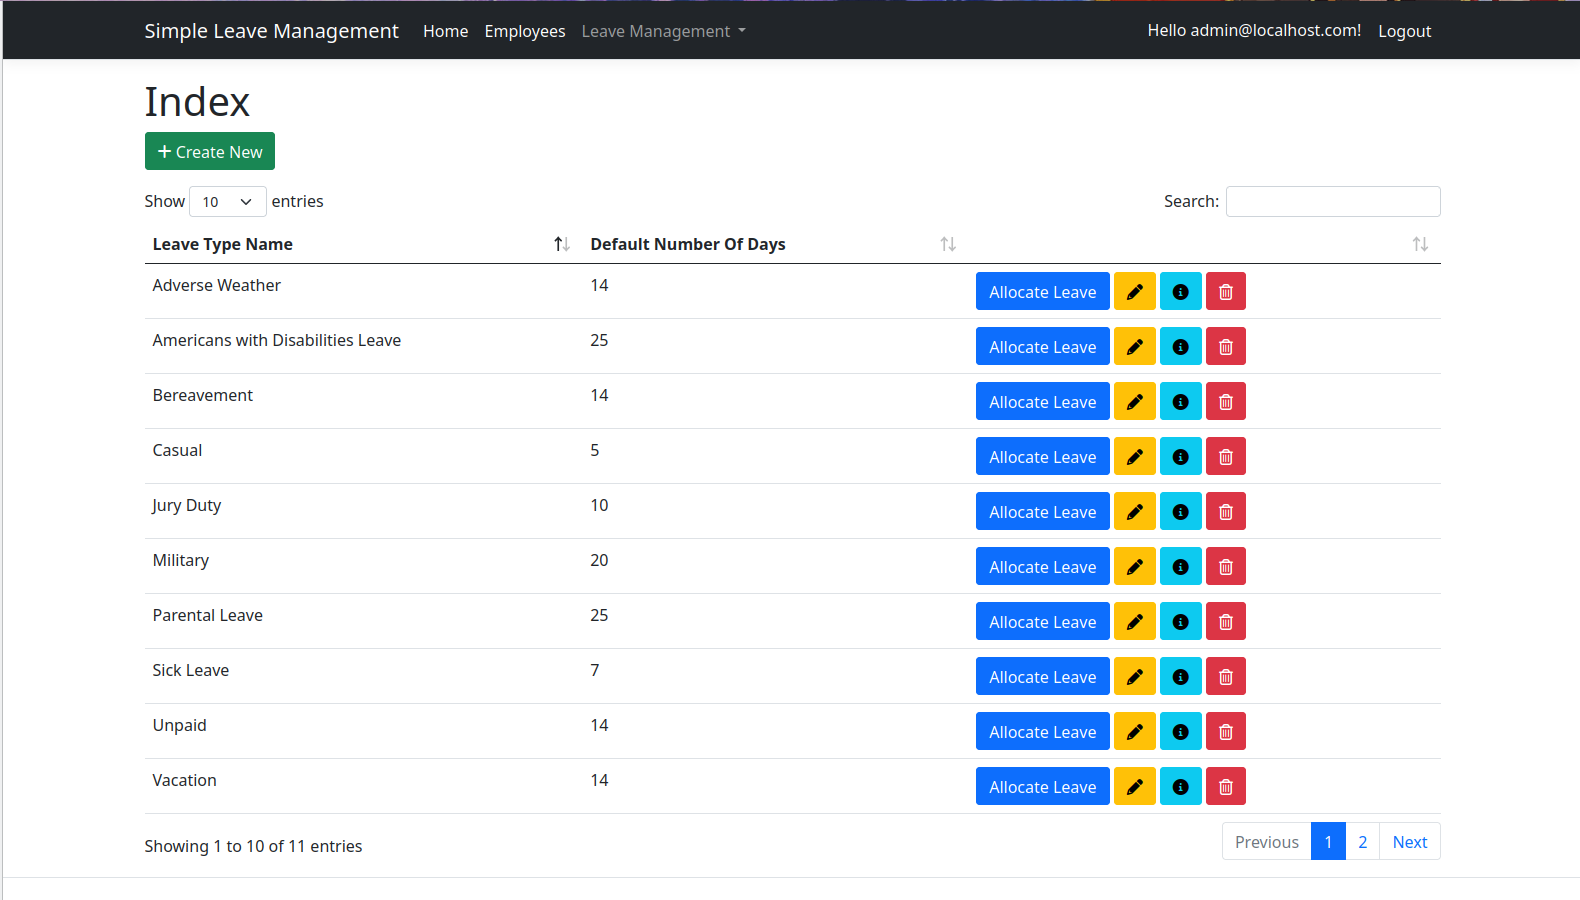 Simple Leave Management Home Employees Leave Management Hello admin@localhost.com! Logout
Index
Create New
Show 10 entries Search:
Leave Type Name Default Number Of Days
Adverse Weather 14 Allocate Leave
Americans with Disabilities Leave 25 Allocate Leave
Bereavement 14 Allocate Leave
Casual 5 Allocate Leave
Jury Duty 10 Allocate Leave
Military 20 Allocate Leave
Parental Leave 25 Allocate Leave
Sick Leave 7 Allocate Leave
Unpaid 14 Allocate Leave
Vacation 14 Allocate Leave
Showing 1 to 10 of 11 entries Previous 1 2 Next